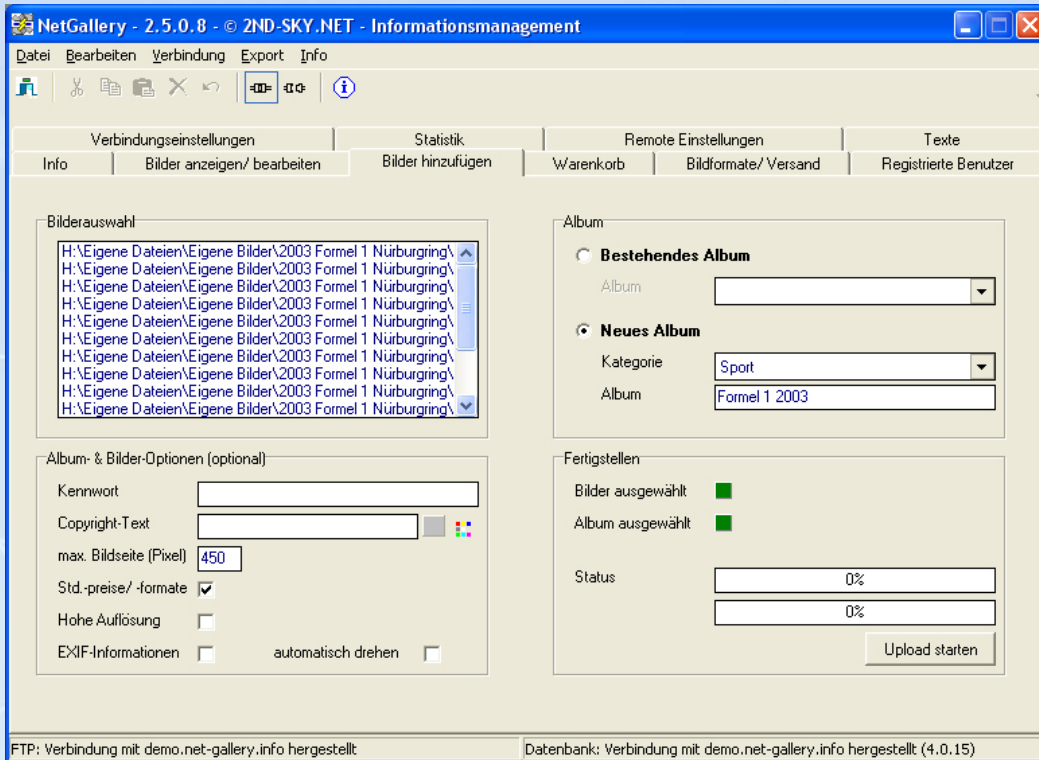 NetGallery - 2.5.0.8 - © 2ND-SKY.NET - Informationsmanagement
Datei Bearbeiten Verbindung Export Info
Verbindungseinstellungen Statistik Remote Einstellungen Texte
Info Bilder anzeigen/ bearbeiten Bilder hinzufügen Warenkorb Bildformate/ Versand Registrierte Benutzer
Bilderauswahl
H:\Eigene Dateien\Eigene Bilder\2003 Formel 1 Nürburgring\
H:\Eigene Dateien\Eigene Bilder\2003 Formel 1 Nürburgring\
H:\Eigene Dateien\Eigene Bilder\2003 Formel 1 Nürburgring\
H:\Eigene Dateien\Eigene Bilder\2003 Formel 1 Nürburgring\
H:\Eigene Dateien\Eigene Bilder\2003 Formel 1 Nürburgring\
H:\Eigene Dateien\Eigene Bilder\2003 Formel 1 Nürburgring\
H:\Eigene Dateien\Eigene Bilder\2003 Formel 1 Nürburgring\
H:\Eigene Dateien\Eigene Bilder\2003 Formel 1 Nürburgring\
H:\Eigene Dateien\Eigene Bilder\2003 Formel 1 Nürburgring\
H:\Eigene Dateien\Eigene Bilder\2003 Formel 1 Nürburgring\
Album
Bestehendes Album
Album
Neues Album
Kategorie Sport
Album Formel 1 2003
Album- & Bilder-Optionen (optional)
Kennwort
Copyright-Text
max. Bildseite (Pixel) 450
Std.-preise/ -formate
Hohe Auflösung
EXIF-Informationen automatisch drehen
Fertigstellen
Bilder ausgewählt
Album ausgewählt
Status 0%
0%
Upload starten
FTP: Verbindung mit demo.net-gallery.info hergestellt Datenbank: Verbindung mit demo.net-gallery.info hergestellt (4.0.15)